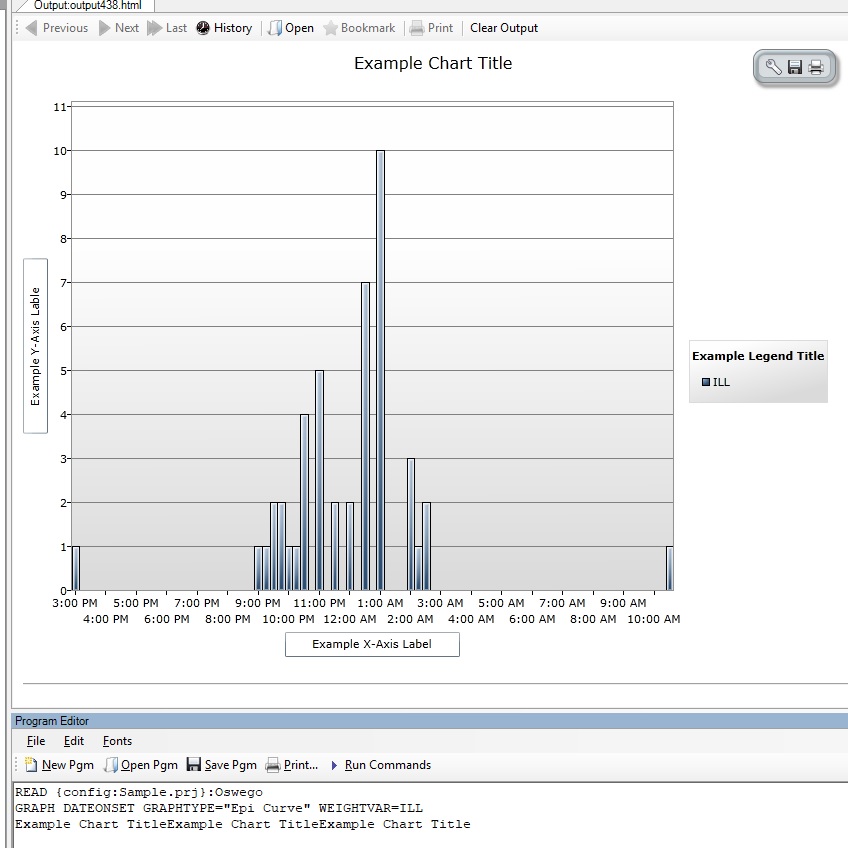 Output:output438.html
Previous Next Last History Open Bookmark Print Clear Output
Example Chart Title
11
10
9
8
7
6
5
4
3
2
1
0
Example Y-Axis Lable
Example Legend Title
ILL
3:00 PM 5:00 PM 7:00 PM 9:00 PM 11:00 PM 1:00 AM 3:00 AM 5:00 AM 7:00 AM 9:00 AM
4:00 PM 6:00 PM 8:00 PM 10:00 PM 12:00 AM 2:00 AM 4:00 AM 6:00 AM 8:00 AM 10:00 AM
Example X-Axis Label
Program Editor
File Edit Fonts
New Pgm Open Pgm Save Pgm Print... Run Commands
READ {config:Sample.prj}:Oswego
GRAPH DATEONSET GRAPHTYPE="Epi Curve" WEIGHTVAR=ILL
Example Chart TitleExample Chart TitleExample Chart Title